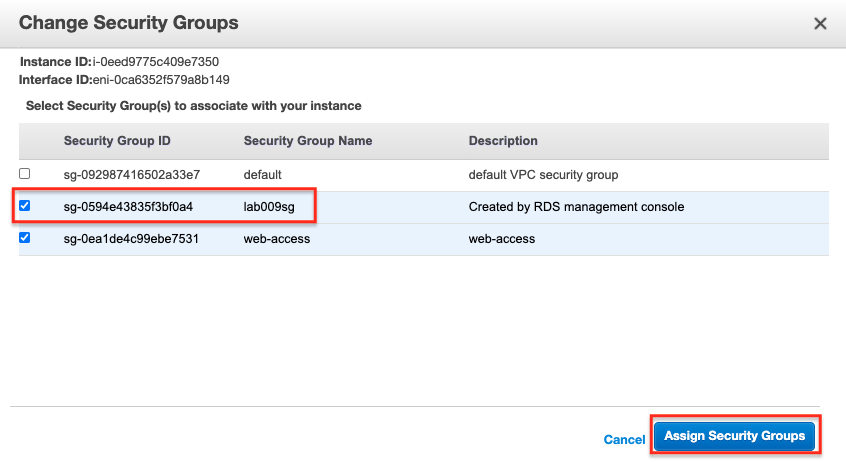 Change Security Groups
Instance ID:i-0eed9775c409e7350
Interface ID:eni-0ca6352f579a8b149
Select Security Group(s) to associate with your instance
Security Group ID Security Group Name Description
sg-092987416502a33e7 default default VPC security group
sg-0594e43835f3bf0a4 lab009sg Created by RDS management console
sg-0ea1de4c99ebe7531 web-access web-access
Cancel Assign Security Groups